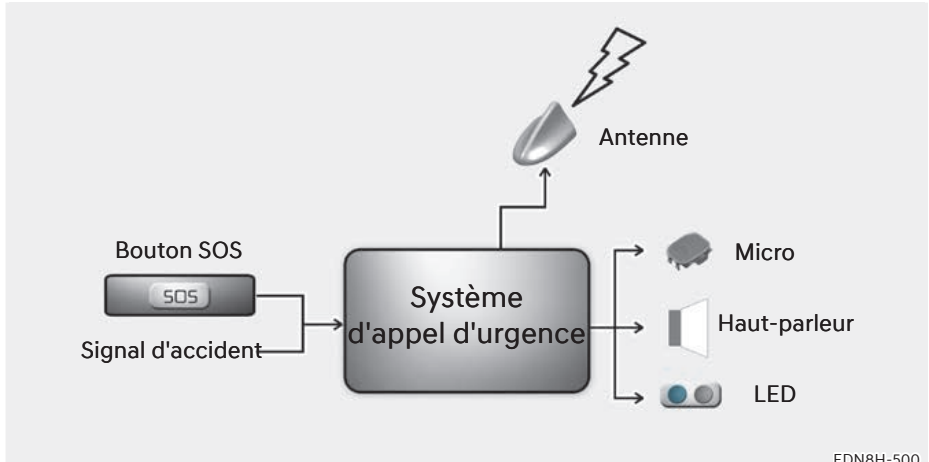 Antenne
Bouton SOS
SOS
Signal d'accident
Système
d'appel d'urgence
Micro
Haut-parleur
LED
EDN8H-500